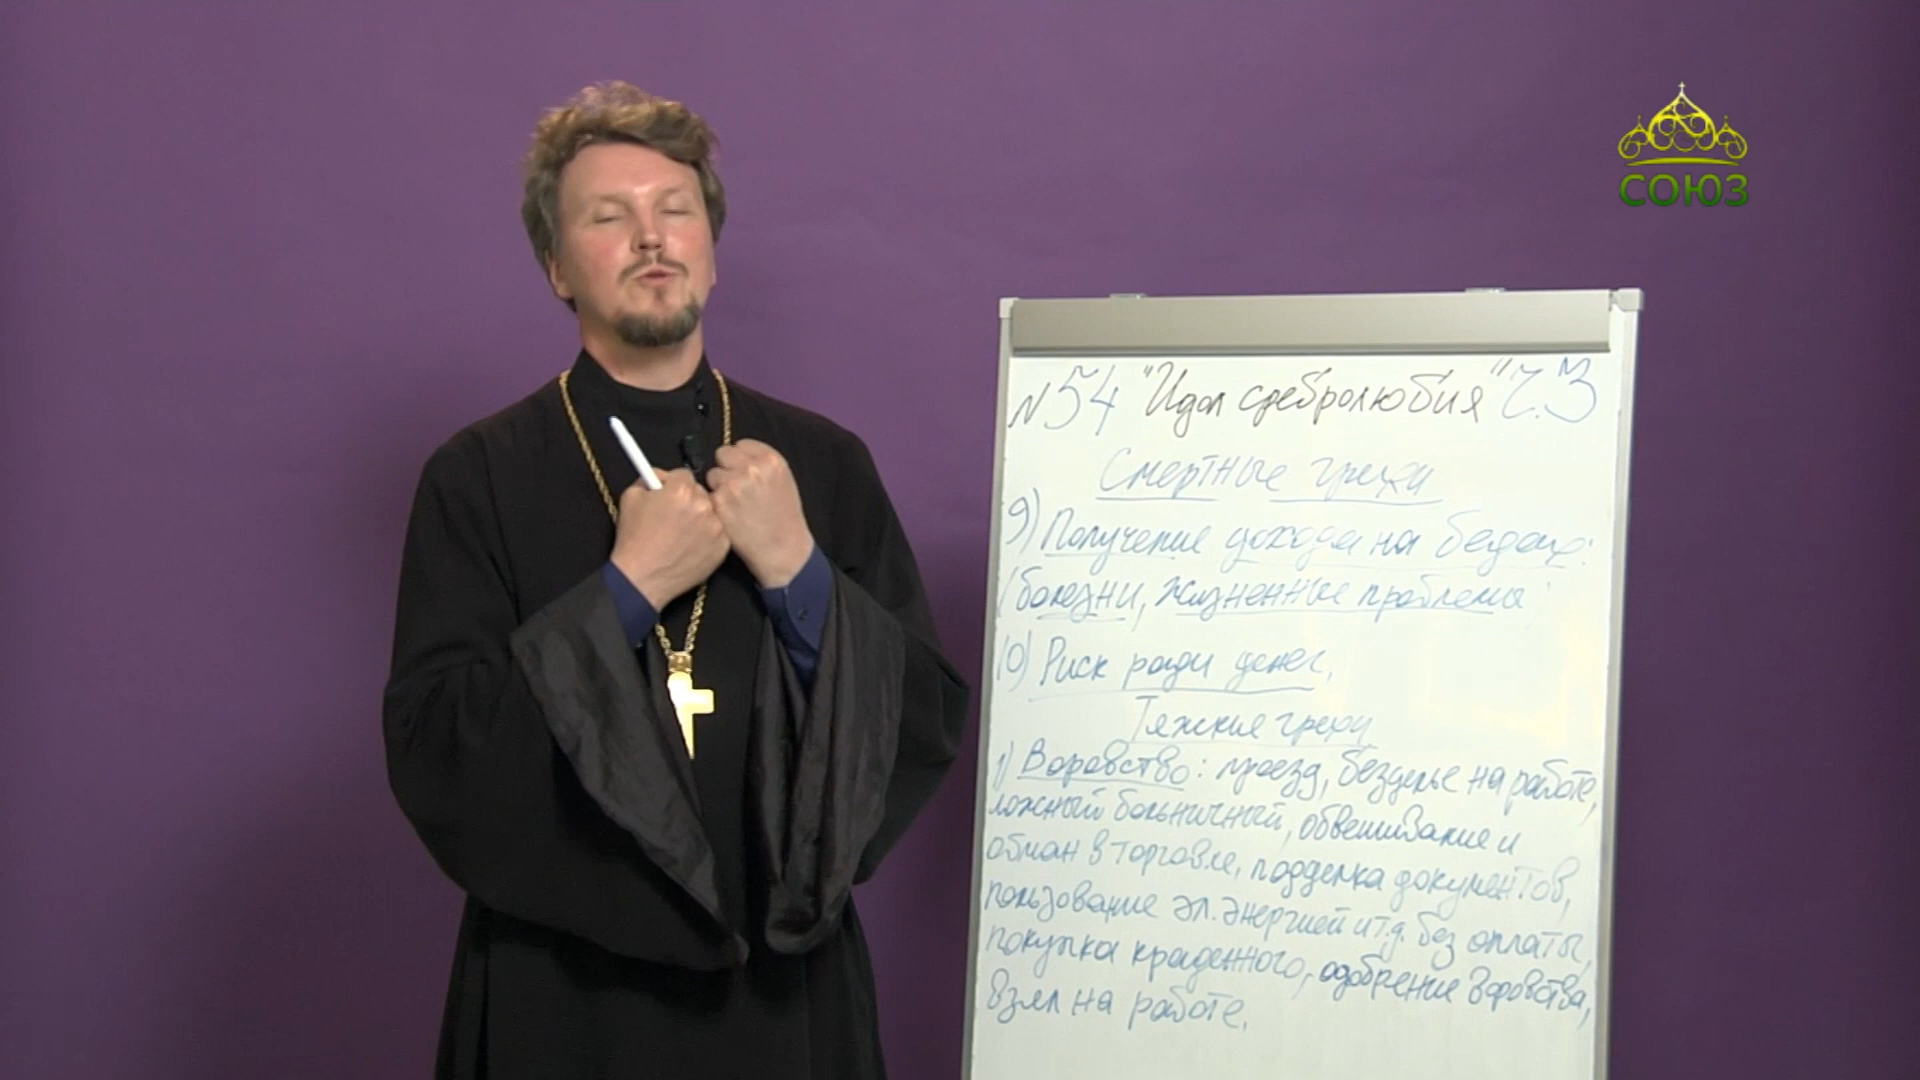 СОЮЗ
N54 "Идол сребролюбия" Ч.3
Смертные грехи
9) Получение дохода на бедах:
(болезни, жизненные проблемы
10) Риск ради денег.
Тяжкие грехи
1) Воровство: проезд, безделье на работе,
ложный больничный, обвешивание и
обман в торговле, подделка документов,
пользование эл. энергией и т.д. без оплаты,
покупка краденного, одобрение воровства,
взял на работе.